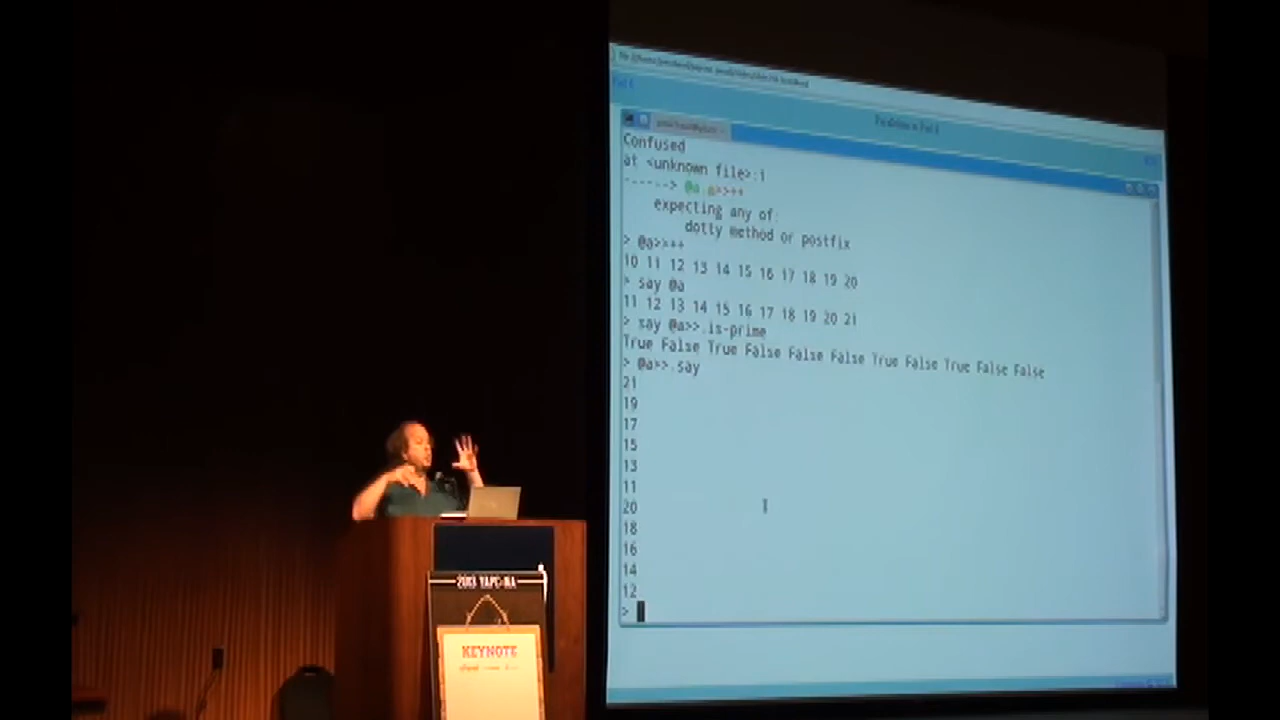 Confused
at <unknown file>:1
------> @a.a>>++
expecting any of:
dotty method or postfix
> @a>>++
10 11 12 13 14 15 16 17 18 19 20
> say @a
11 12 13 14 15 16 17 18 19 20 21
> say @a>>.is-prime
True False True False False False True False True False False
> @a>>.say
21
19
17
15
13
11
20
18
16
14
12
>
2013 YAPC::NA
KEYNOTE